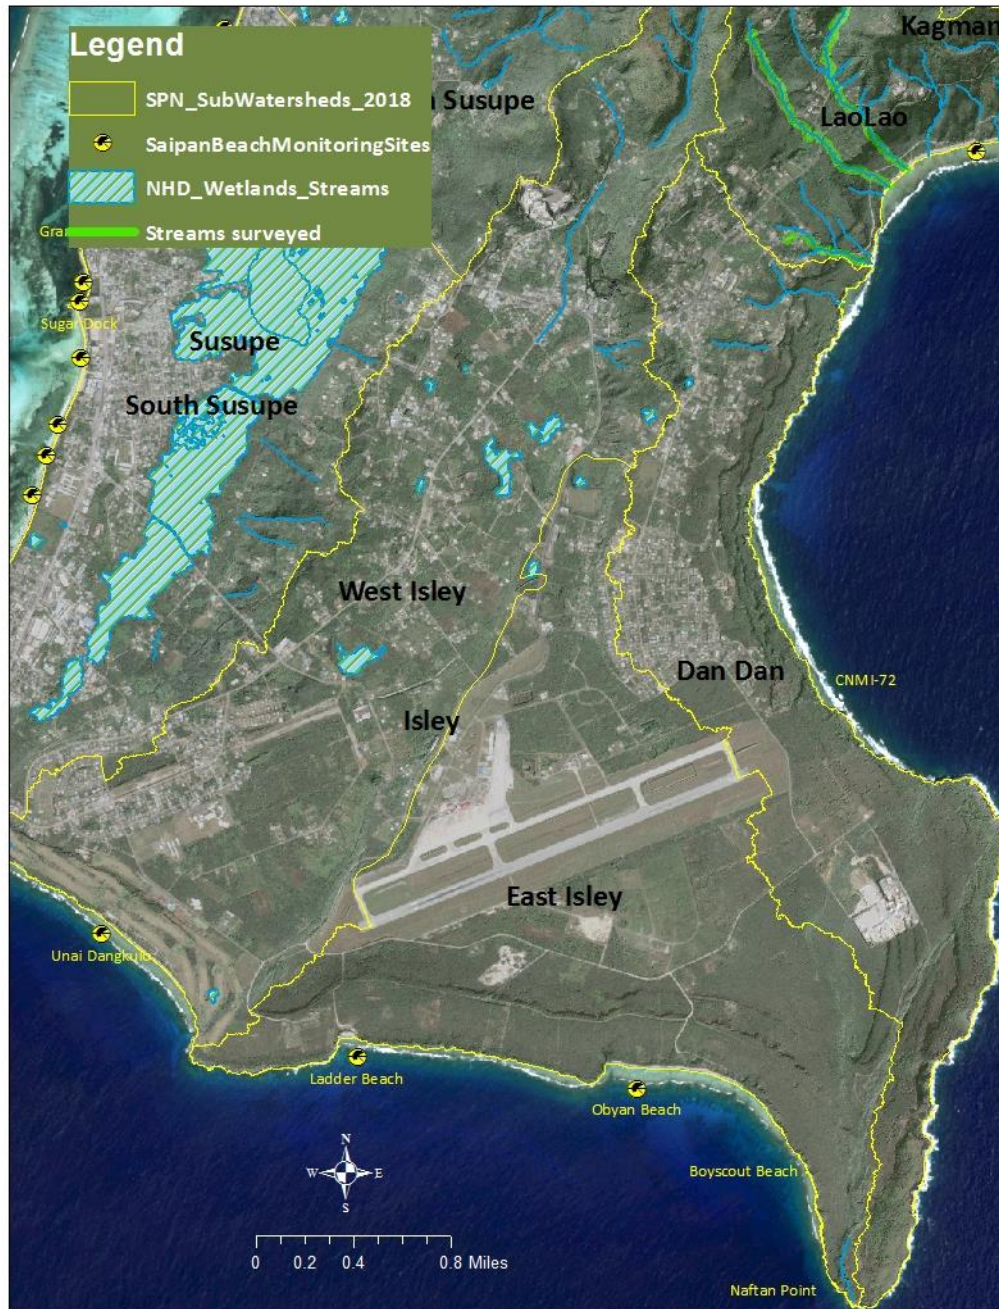 Legend
SPN_SubWatersheds_2018
SaipanBeachMonitoringSites
NHD_Wetlands_Streams
Streams surveyed
Kagman
Susupe
LaoLao
Gra
Sugar Dock
Susupe
South Susupe
West Isley
Dan Dan
CNMI-72
Isley
East Isley
Unai Dangkulo
Ladder Beach
Obyan Beach
Boyscout Beach
Naftan Point
N
W E
S
0 0.2 0.4 0.8 Miles